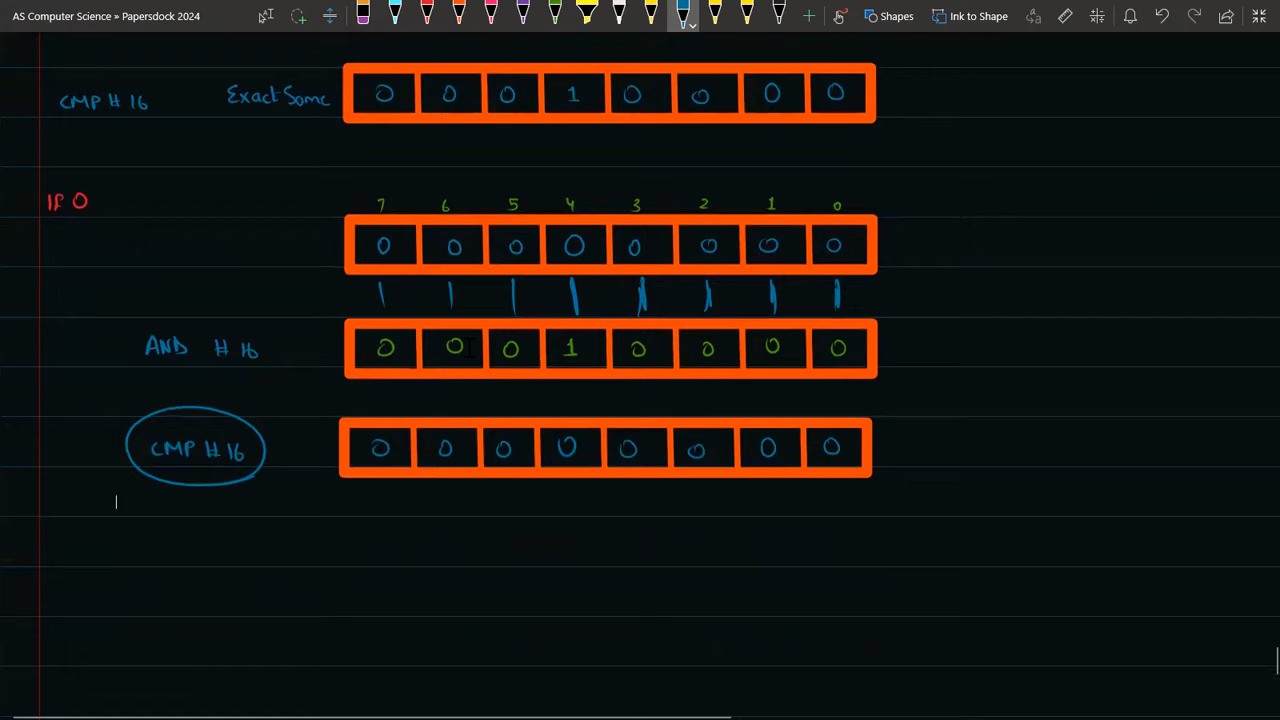 AS Computer Science » Papersdock 2024
Shapes
Ink to Shape
CMP # 16 Exact Same 0 0 0 1 0 0 0 0
If 0
7 6 5 4 3 2 1 0
0 0 0 0 0 0 0 0
AND # 16 0 0 0 1 0 0 0 0
CMP # 16 0 0 0 0 0 0 0 0